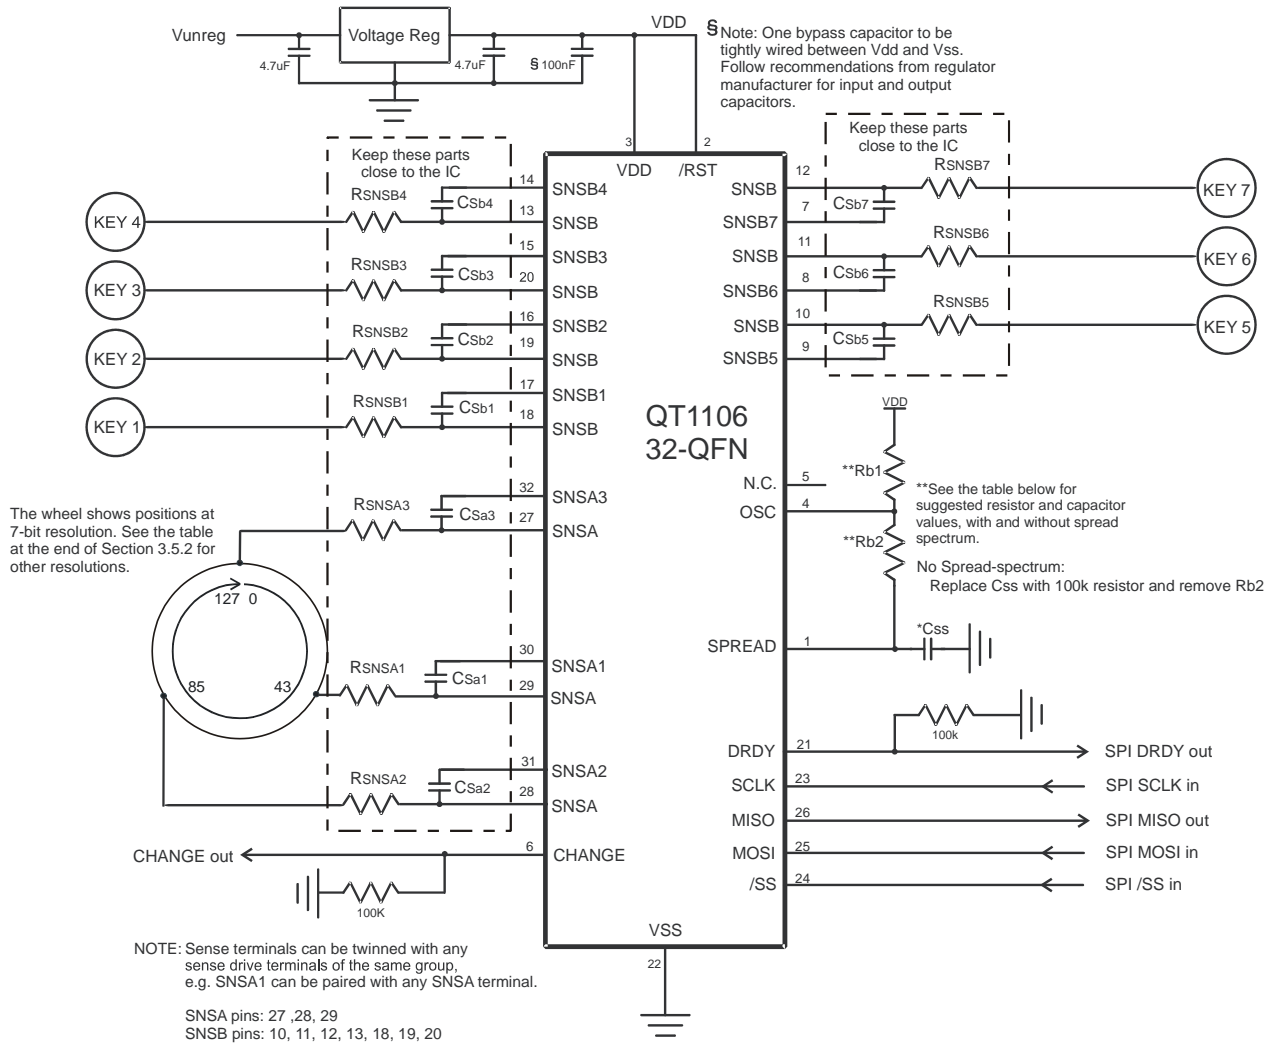 Vunreg
Voltage Reg
VDD
4.7uF
4.7uF
§ 100nF
§ Note: One bypass capacitor to be
tightly wired between Vdd and Vss.
Follow recommendations from regulator
manufacturer for input and output
capacitors.
Keep these parts
close to the IC
Keep these parts
close to the IC
3
2
VDD
/RST
KEY 4
RSNSB4
CSb4
14
SNSB4
13
SNSB
KEY 3
RSNSB3
CSb3
15
SNSB3
20
SNSB
KEY 2
RSNSB2
CSb2
16
SNSB2
19
SNSB
KEY 1
RSNSB1
CSb1
17
SNSB1
18
SNSB
SNSB
12
RSNSB7
KEY 7
SNSB7
7
CSb7
SNSB
11
RSNSB6
KEY 6
SNSB6
8
CSb6
SNSB
10
RSNSB5
KEY 5
SNSB5
9
CSb5
QT1106
32-QFN
The wheel shows positions at
7-bit resolution. See the table
at the end of Section 3.5.2 for
other resolutions.
127 0
85
43
RSNSA3
CSa3
32
SNSA3
27
SNSA
RSNSA1
CSa1
30
SNSA1
29
SNSA
RSNSA2
CSa2
31
SNSA2
28
SNSA
VDD
**Rb1
N.C.
5
OSC
4
**Rb2
**See the table below for
suggested resistor and capacitor
values, with and without spread
spectrum.
No Spread-spectrum:
Replace Css with 100k resistor and remove Rb2
SPREAD
1
*Css
100k
DRDY
21
SPI DRDY out
SCLK
23
SPI SCLK in
MISO
26
SPI MISO out
MOSI
25
SPI MOSI in
/SS
24
SPI /SS in
CHANGE out
6
CHANGE
100K
VSS
22
NOTE: Sense terminals can be twinned with any
sense drive terminals of the same group,
e.g. SNSA1 can be paired with any SNSA terminal.
SNSA pins: 27 ,28, 29
SNSB pins: 10, 11, 12, 13, 18, 19, 20